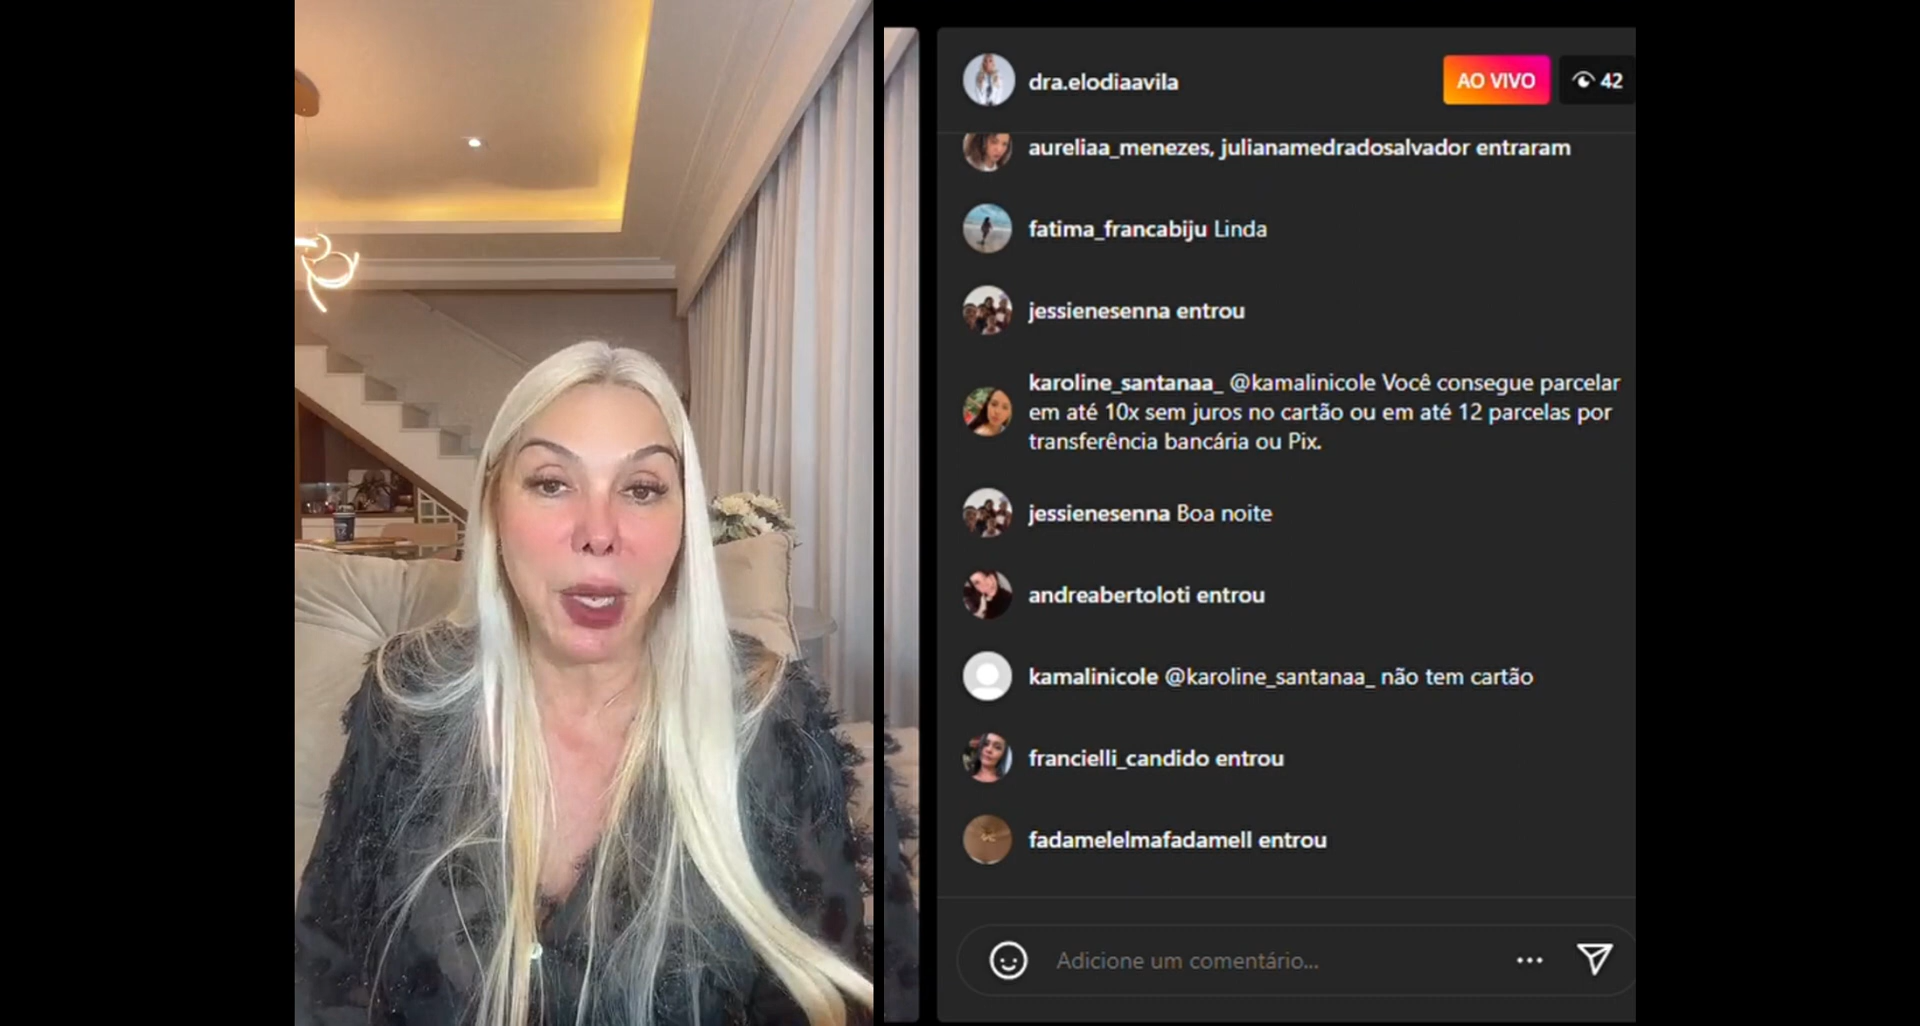 dra.elodiaavila
AO VIVO
42
aureliaa_menezes, julianamedradosalvador entraram
fatima_francabiju Linda
jessienesenna entrou
karoline_santanaa_ @kamalinicole Você consegue parcelar
em até 10x sem juros no cartão ou em até 12 parcelas por
transferência bancária ou Pix.
jessienesenna Boa noite
andreabertoloti entrou
kamalinicole @karoline_santanaa_ não tem cartão
francielli_candido entrou
fadamelelmafadamell entrou
Adicione um comentário...